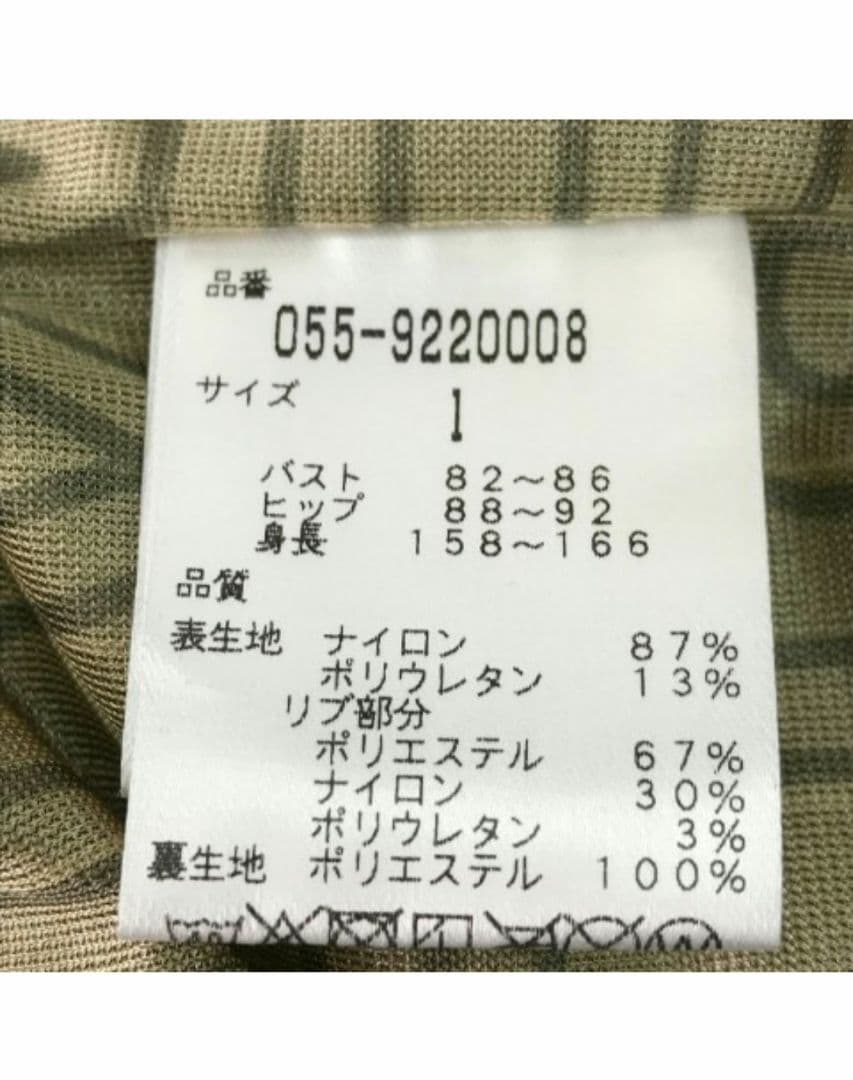 品番
055-9220008
サイズ 1
バスト 82～86
ヒップ 88～92
身長 158～166
品質
表生地 ナイロン 87%
ポリウレタン 13%
リブ部分
ポリエステル 67%
ナイロン 30%
ポリウレタン 3%
裏生地 ポリエステル 100%